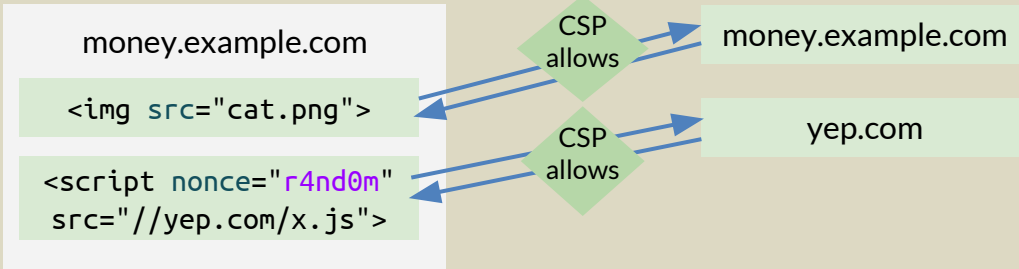 money.example.com
<img src="cat.png">
<script nonce="r4nd0m"
src="//yep.com/x.js">
CSP
allows
CSP
allows
money.example.com
yep.com